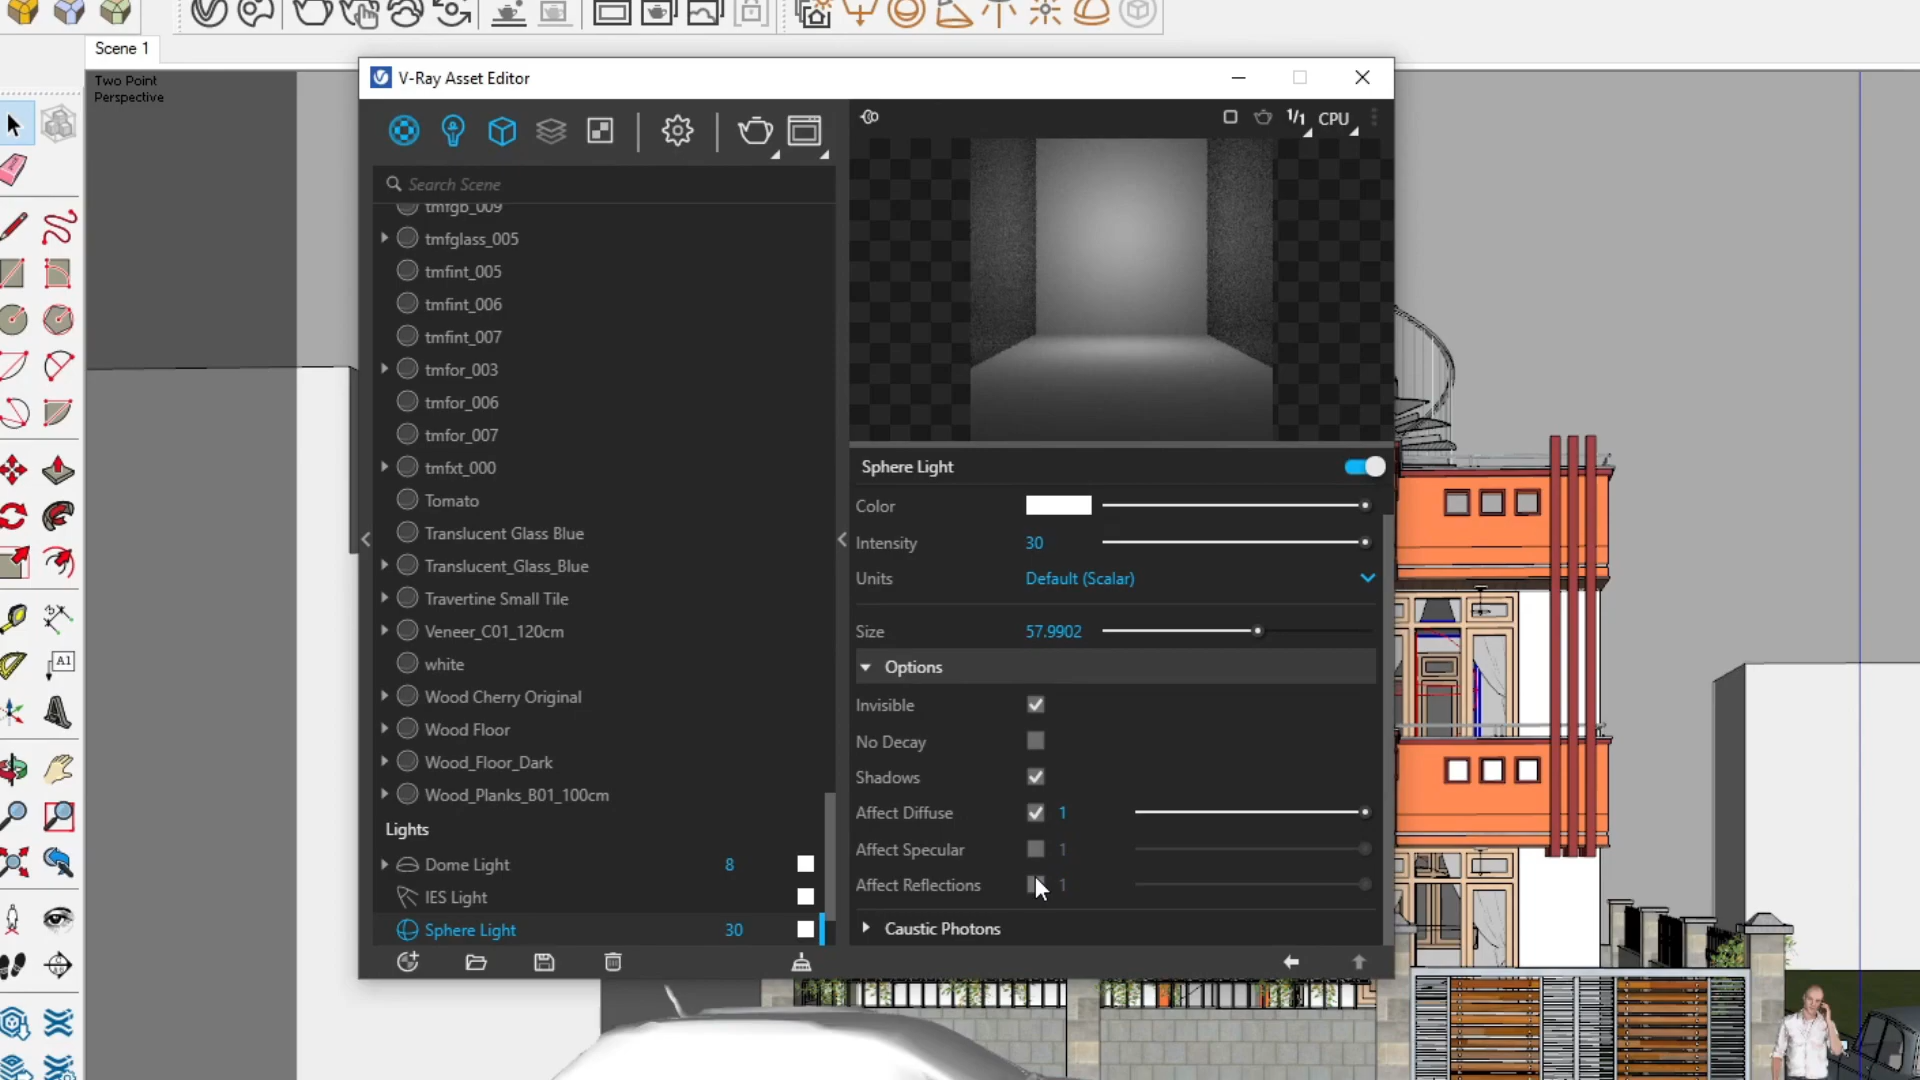 Scene 1
Two Point
Perspective
V-Ray Asset Editor
1/1 CPU
Search Scene
tmfgb_009
tmfglass_005
tmfint_005
tmfint_006
tmfint_007
tmfor_003
tmfor_006
tmfor_007
tmfxt_000
Tomato
Translucent Glass Blue
Translucent_Glass_Blue
Travertine Small Tile
Veneer_C01_120cm
white
Wood Cherry Original
Wood Floor
Wood_Floor_Dark
Wood_Planks_B01_100cm
Lights
Dome Light 8
IES Light
Sphere Light 30
Sphere Light
Color
Intensity 30
Units Default (Scalar)
Size 57.9902
Options
Invisible
No Decay
Shadows
Affect Diffuse 1
Affect Specular 1
Affect Reflections 1
Caustic Photons
A1